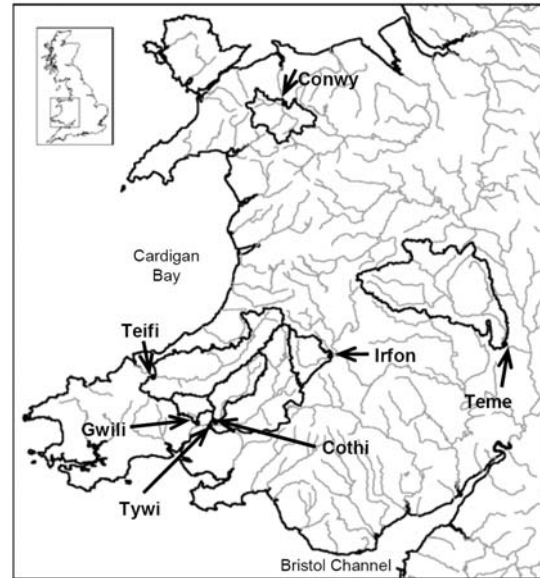 Conwy
Cardigan
Bay
Teifi
Irfon
Teme
Gwili
Cothi
Tywi
Bristol Channel